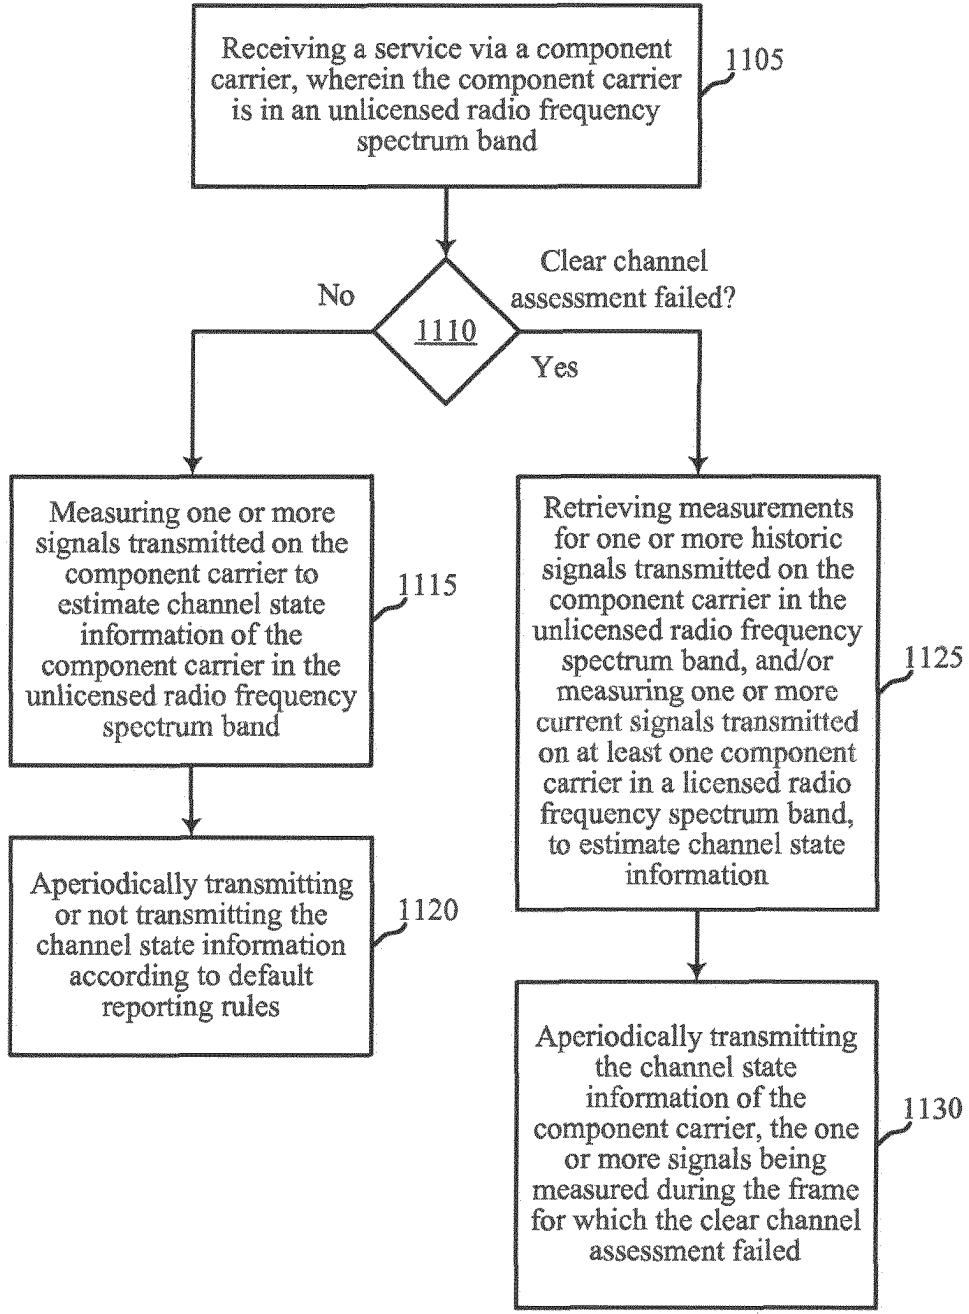 Receiving a service via a component
carrier, wherein the component carrier
is in an unlicensed radio frequency
spectrum band
1105
Clear channel
assessment failed?
No
1110
Yes
Measuring one or more
signals transmitted on the
component carrier to
estimate channel state
information of the
component carrier in the
unlicensed radio frequency
spectrum band
1115
Retrieving measurements
for one or more historic
signals transmitted on the
component carrier in the
unlicensed radio frequency
spectrum band, and/or
measuring one or more
current signals transmitted
on at least one component
carrier in a licensed radio
frequency spectrum band,
to estimate channel state
information
1125
Aperiodically transmitting
or not transmitting the
channel state information
according to default
reporting rules
1120
Aperiodically transmitting
the channel state
information of the
component carrier, the one
or more signals being
measured during the frame
for which the clear channel
assessment failed
1130